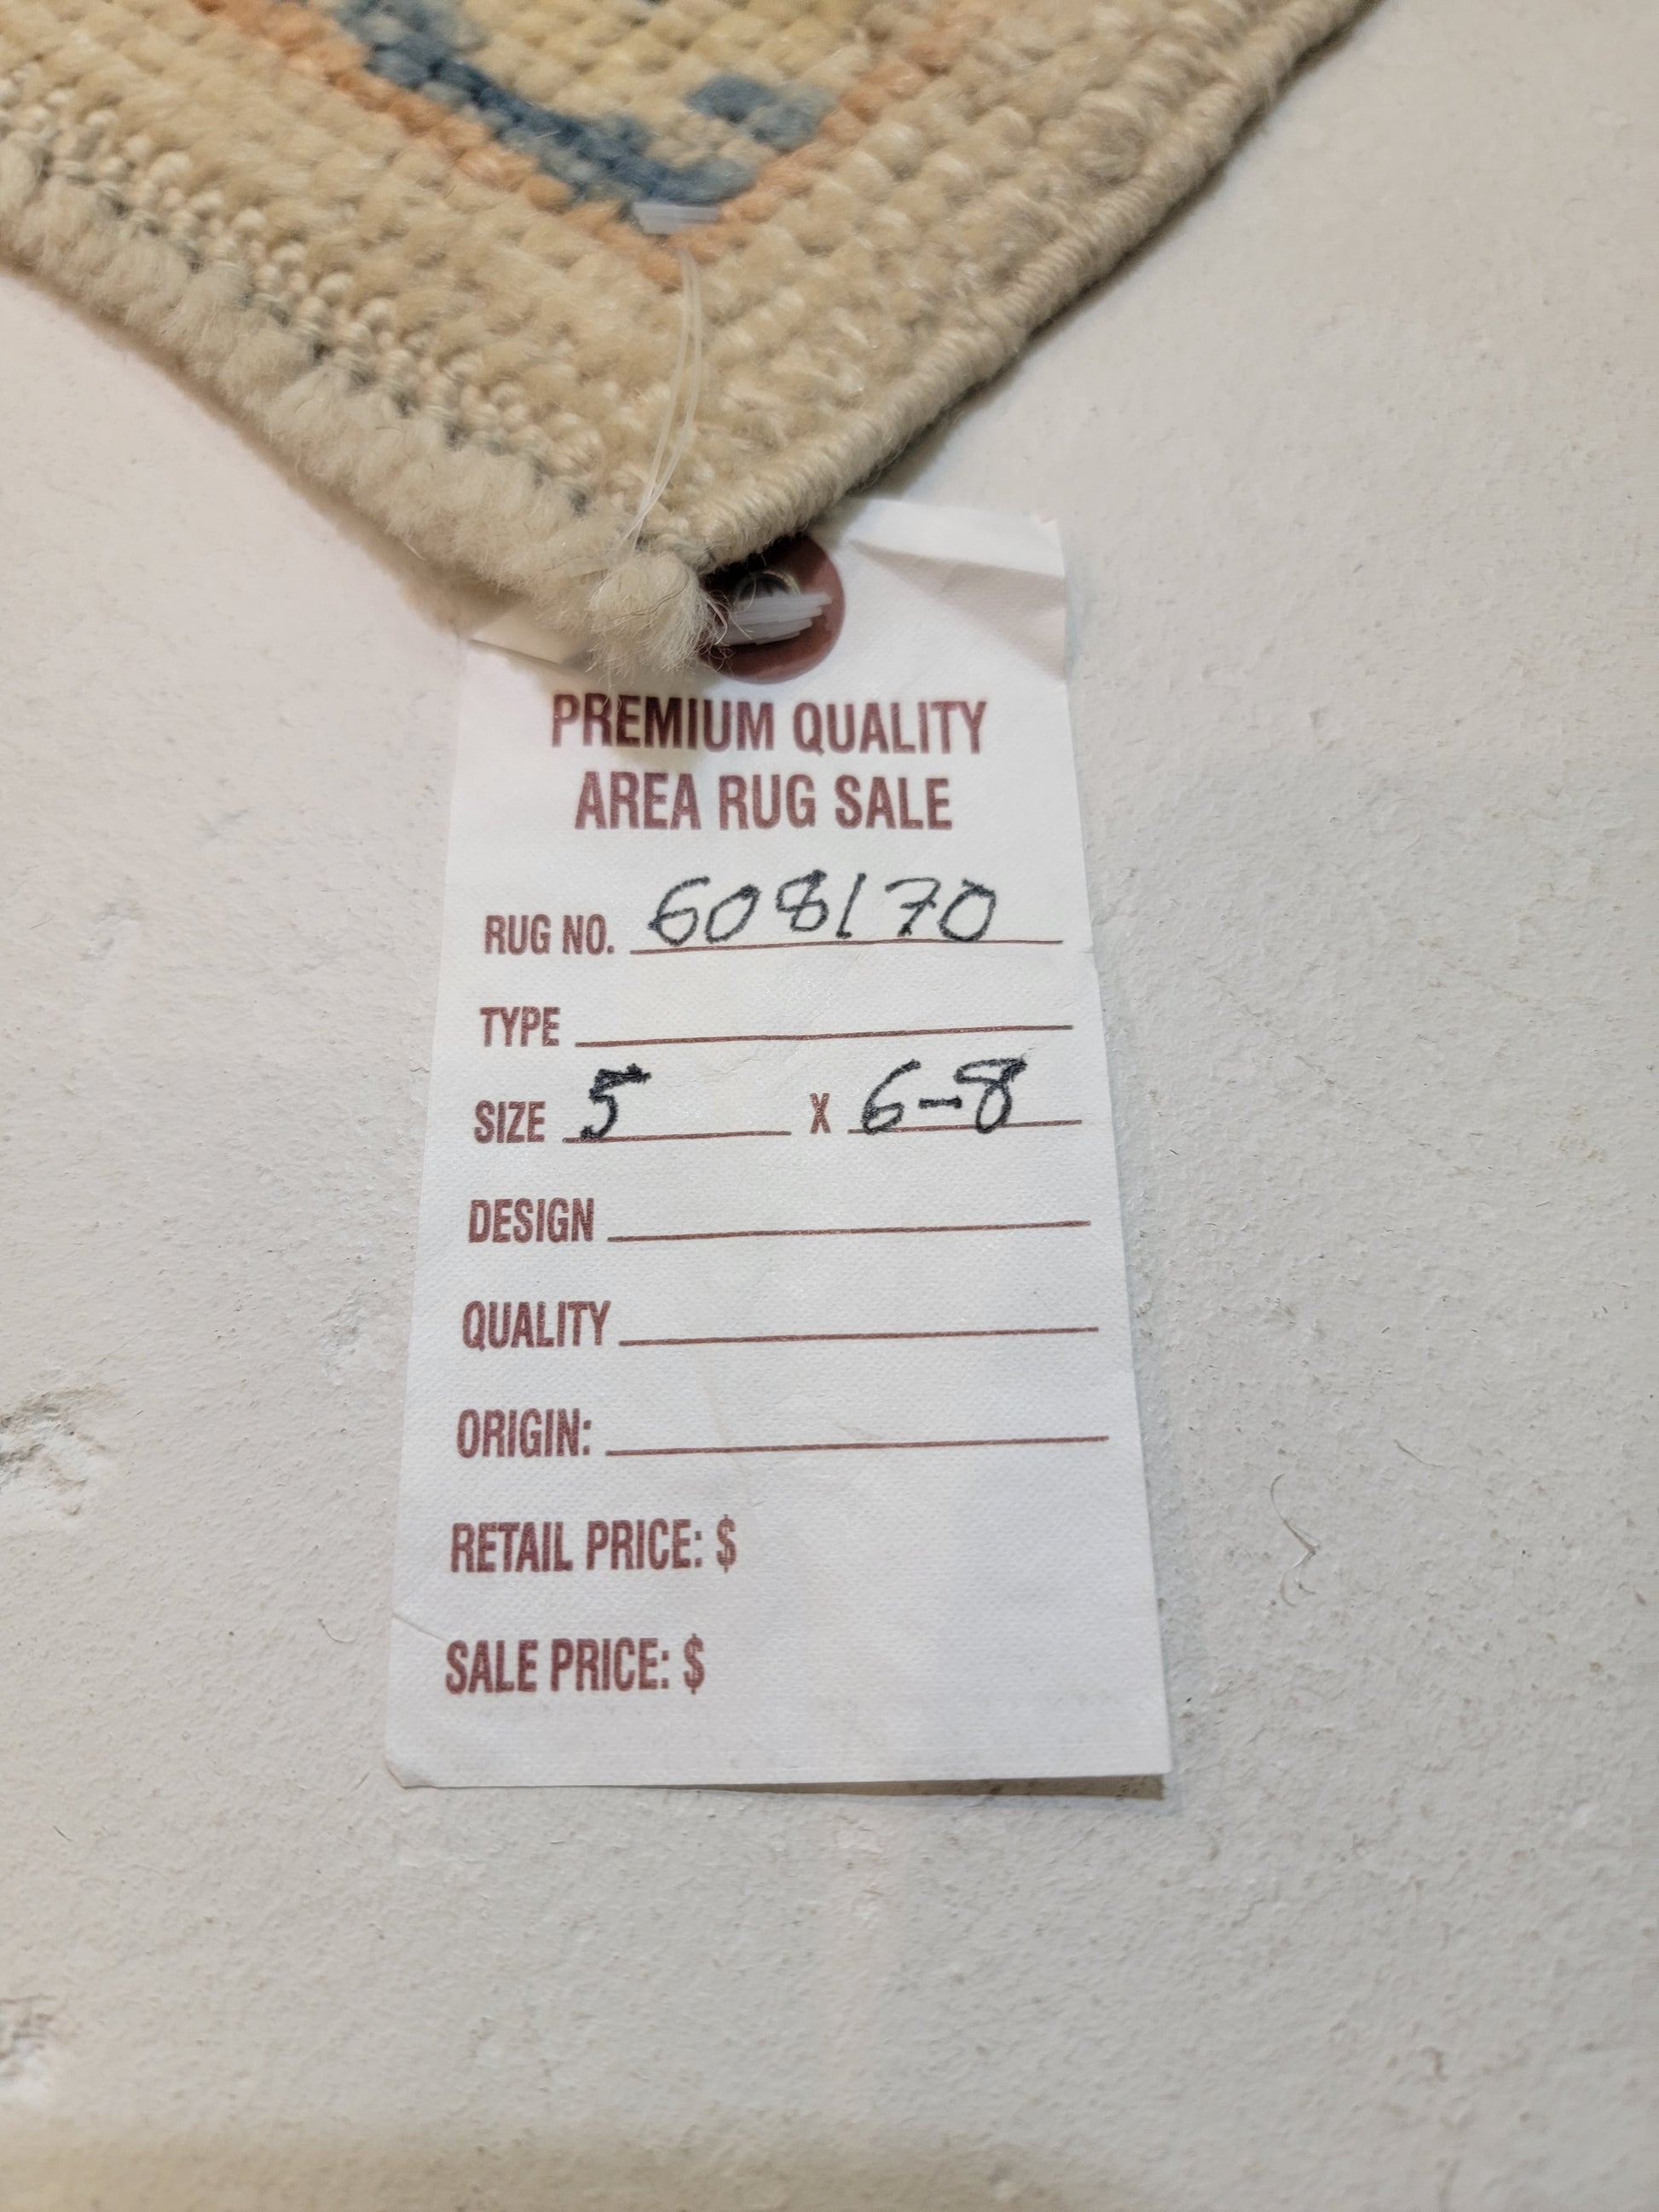 PREMIUM QUALITY
AREA RUG SALE
RUG NO. 608170
TYPE
SIZE 5 X 6-8
DESIGN
QUALITY
ORIGIN:
RETAIL PRICE: $
SALE PRICE: $